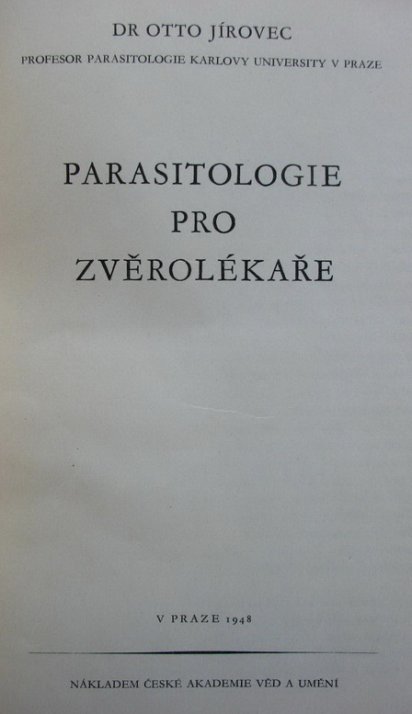 DR OTTO JÍROVEC
PROFESOR PARASITOLOGIE KARLOVY UNIVERSITY V PRAZE
PARASITOLOGIE
PRO
ZVĚROLÉKAŘE
V PRAZE 1948
NÁKLADEM ČESKÉ AKADEMIE VĚD A UMĚNÍ